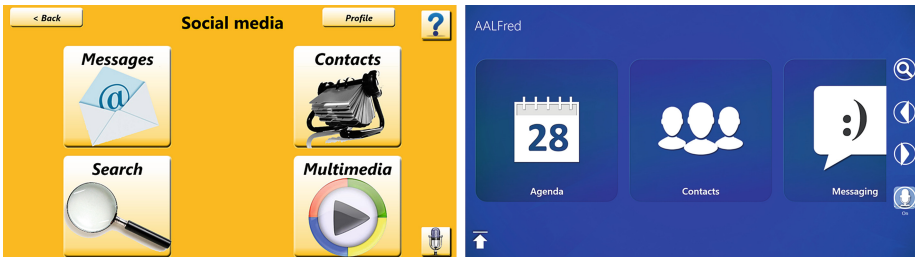 < Back
Social media
Profile
?
Messages
@
Contacts
Search
Multimedia
AALFred
28
Agenda
Contacts
:)
Messaging
On